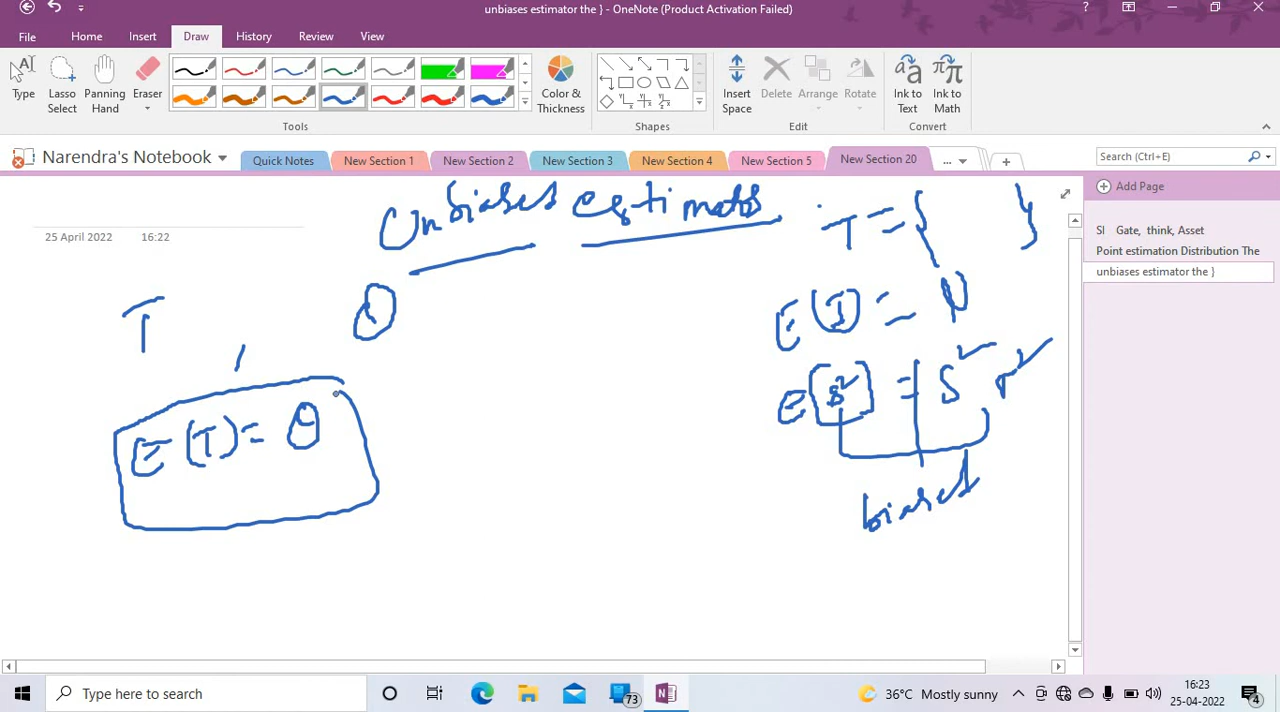 unbiases estimator the } - OneNote (Product Activation Failed)
?
File Home Insert Draw History Review View
Type
Lasso Select
Panning Hand
Eraser
Color & Thickness
Insert Space
Delete
Arrange
Rotate
Ink to Text
Ink to Math
Tools
Shapes
Edit
Convert
Narendra's Notebook
Quick Notes New Section 1 New Section 2 New Section 3 New Section 4 New Section 5 New Section 20 ...
Search (Ctrl+E)
Add Page
SI Gate, think, Asset
Point estimation Distribution The
unbiases estimator the }
25 April 2022 16:22
Unbiases estimators
T = { }
T θ
E(T) = θ
E[s²] = S²
biased
Type here to search
73
36°C Mostly sunny
16:23
25-04-2022
4